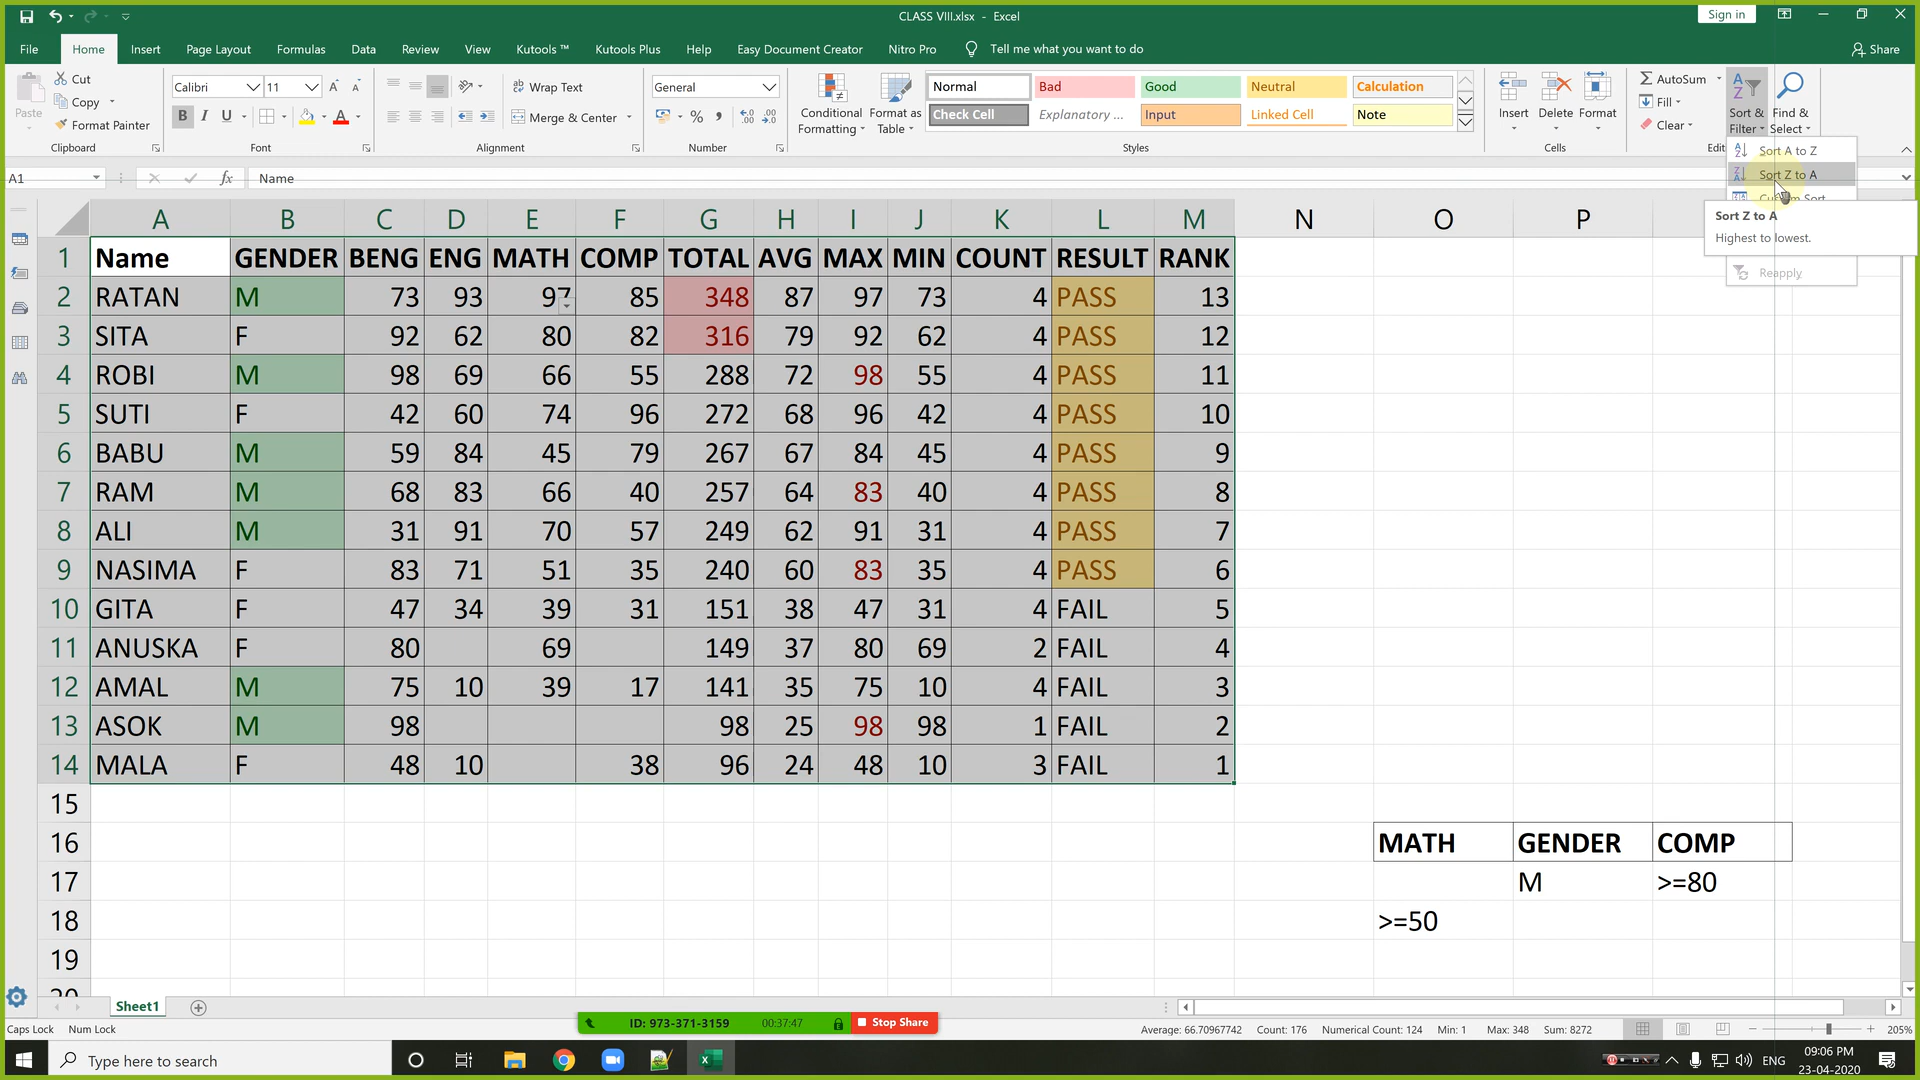 CLASS VIII.xlsx - Excel
Sign in
File Home Insert Page Layout Formulas Data Review View Kutools ™ Kutools Plus Help Easy Document Creator Nitro Pro Tell me what you want to do Share
Paste Cut Copy Format Painter
Calibri 11
B I U A
Wrap Text
Merge & Center
General
% ,
Conditional Formatting
Format as Table
Normal Bad Good Neutral Calculation
Check Cell Explanatory ... Input Linked Cell Note
Insert Delete Format
AutoSum
Fill
Clear
Sort & Filter
Find & Select
Clipboard Font Alignment Number Styles Cells
Sort A to Z
Sort Z to A
Sort Z to A
Highest to lowest.
Reapply
A1 fx Name
A B C D E F G H I J K L M N O P
1 Name GENDER BENG ENG MATH COMP TOTAL AVG MAX MIN COUNT RESULT RANK
2 RATAN M 73 93 97 85 348 87 97 73 4 PASS 13
3 SITA F 92 62 80 82 316 79 92 62 4 PASS 12
4 ROBI M 98 69 66 55 288 72 98 55 4 PASS 11
5 SUTI F 42 60 74 96 272 68 96 42 4 PASS 10
6 BABU M 59 84 45 79 267 67 84 45 4 PASS 9
7 RAM M 68 83 66 40 257 64 83 40 4 PASS 8
8 ALI M 31 91 70 57 249 62 91 31 4 PASS 7
9 NASIMA F 83 71 51 35 240 60 83 35 4 PASS 6
10 GITA F 47 34 39 31 151 38 47 31 4 FAIL 5
11 ANUSKA F 80 69 149 37 80 69 2 FAIL 4
12 AMAL M 75 10 39 17 141 35 75 10 4 FAIL 3
13 ASOK M 98 98 25 98 98 1 FAIL 2
14 MALA F 48 10 38 96 24 48 10 3 FAIL 1
15
16 MATH GENDER COMP
17 M >=80
18 >=50
19
20
Sheet1
ID: 973-371-3159 00:37:47 Stop Share
Caps Lock Num Lock Average: 66.70967742 Count: 176 Numerical Count: 124 Min: 1 Max: 348 Sum: 8272 205%
Type here to search
ENG
09:06 PM
23-04-2020